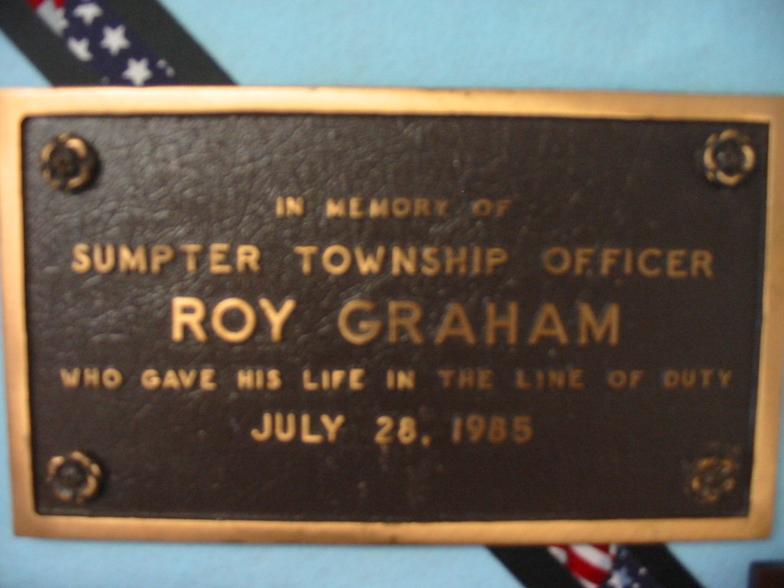 IN MEMORY OF
SUMPTER TOWNSHIP OFFICER
ROY GRAHAM
WHO GAVE HIS LIFE IN THE LINE OF DUTY
JULY 28, 1985